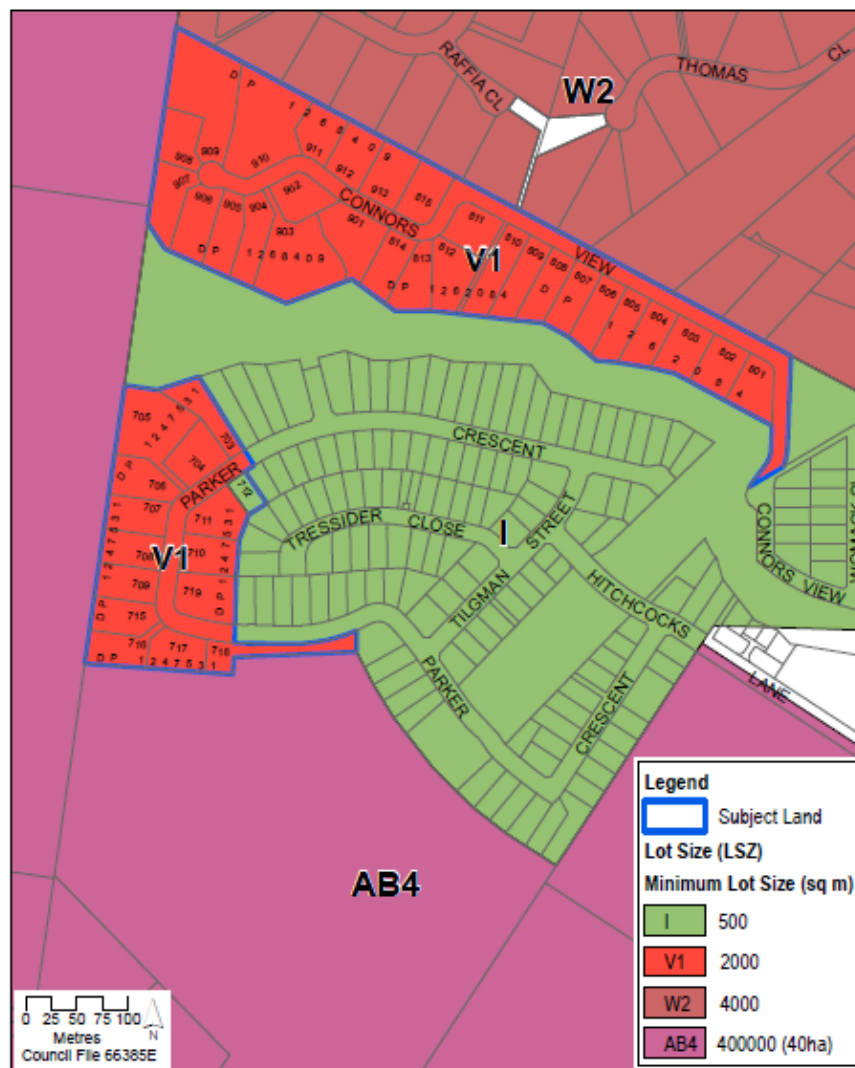 RAFFIA CL
THOMAS
CL
W2
D P 1 2 6 8 4 0 9
908
909
910
911
912
913
815
907
906
905
904
902
903
901
CONNORS
VIEW
811
814
813
812
V1
810
809
808
807
806
805
804
803
802
801
D P 1 2 6 8 4 0 9
D P 1 2 6 2 0 8 4
D P 1 2 6 2 0 8 4
705
D P 1 2 4 7 5 3 1
703
704
706
PARKER
712
707
711
708
V1
710
709
719
715
716
717
718
D P 1 2 4 7 5 3 1
D P 1 2 4 7 5 3 1
D P 1 2 4 7 5 3 1
CRESCENT
TRESSIDER
CLOSE
I
STREET
TILGMAN
HITCHCOCKS
LANE
PARKER
CRESCENT
CONNORS VIEW
AB4
Legend
Subject Land
Lot Size (LSZ)
Minimum Lot Size (sq m)
I 500
V1 2000
W2 4000
AB4 400000 (40ha)
0 25 50 75 100
Metres
N
Council File 66385E